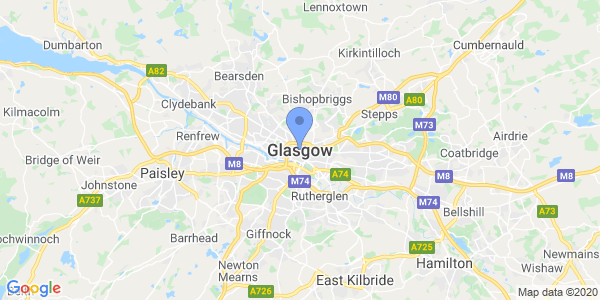 Lennoxtown
Dumbarton
Kirkintilloch
Cumbernauld
A82
Bearsden
Clydebank
Bishopbriggs
M80
A80
Kilmacolm
Stepps
M73
Renfrew
Airdrie
Glasgow
Bridge of Weir
M8
Coatbridge
Paisley
A74
M8
M8
Johnstone
M74
Rutherglen
A737
M74
Bellshill
A73
Barrhead
Giffnock
A725
Newton
Mearns
Hamilton
Newmains
Wishaw
East Kilbride
A726
Google
Map data ©2020